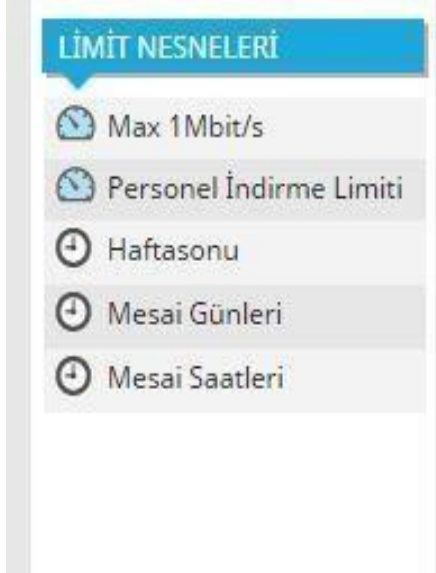 LİMİT NESNELERİ
Max 1Mbit/s
Personel İndirme Limiti
Haftasonu
Mesai Günleri
Mesai Saatleri